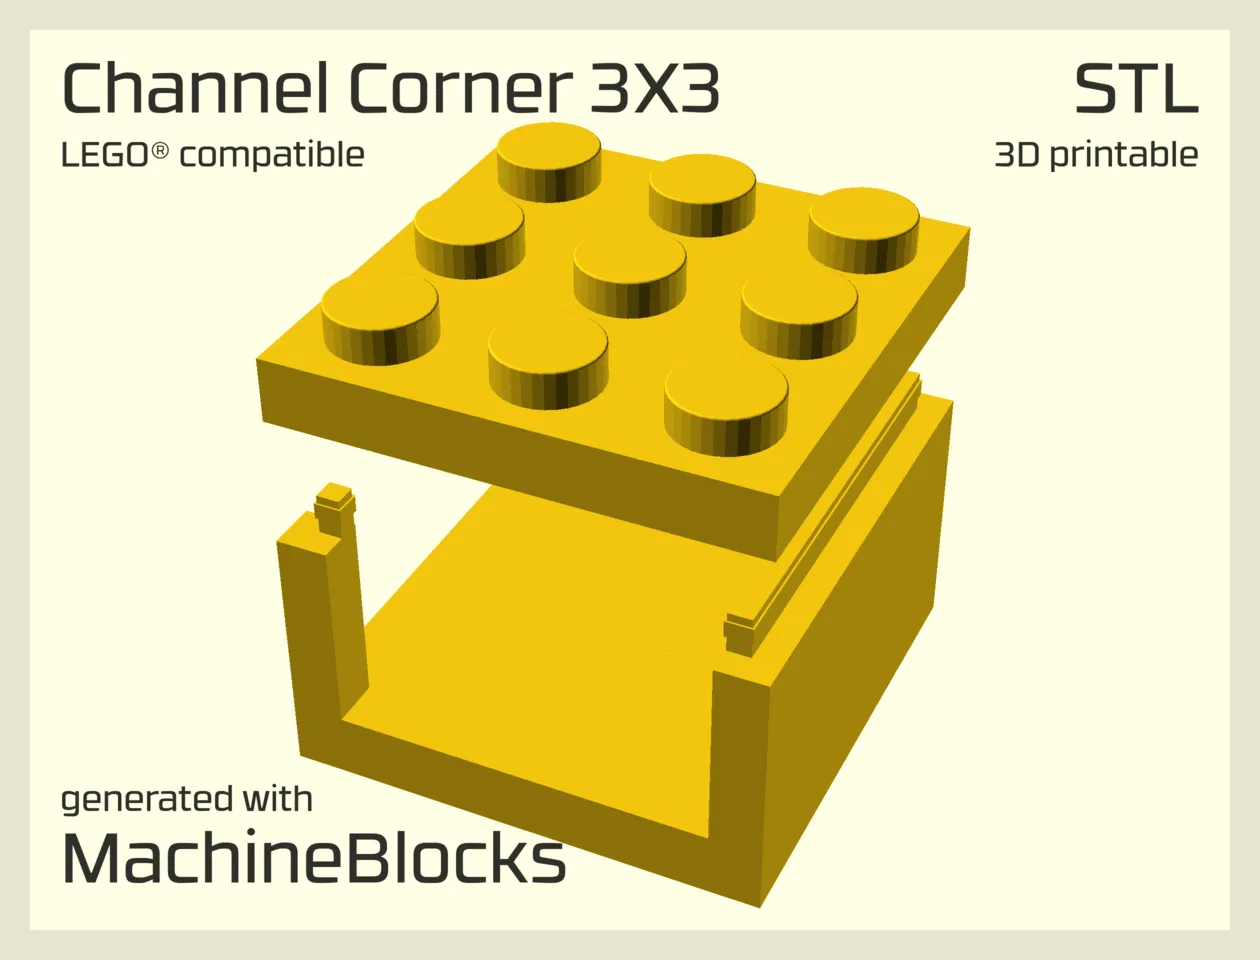 Channel Corner 3X3
STL
LEGO® compatible
3D printable
generated with
MachineBlocks